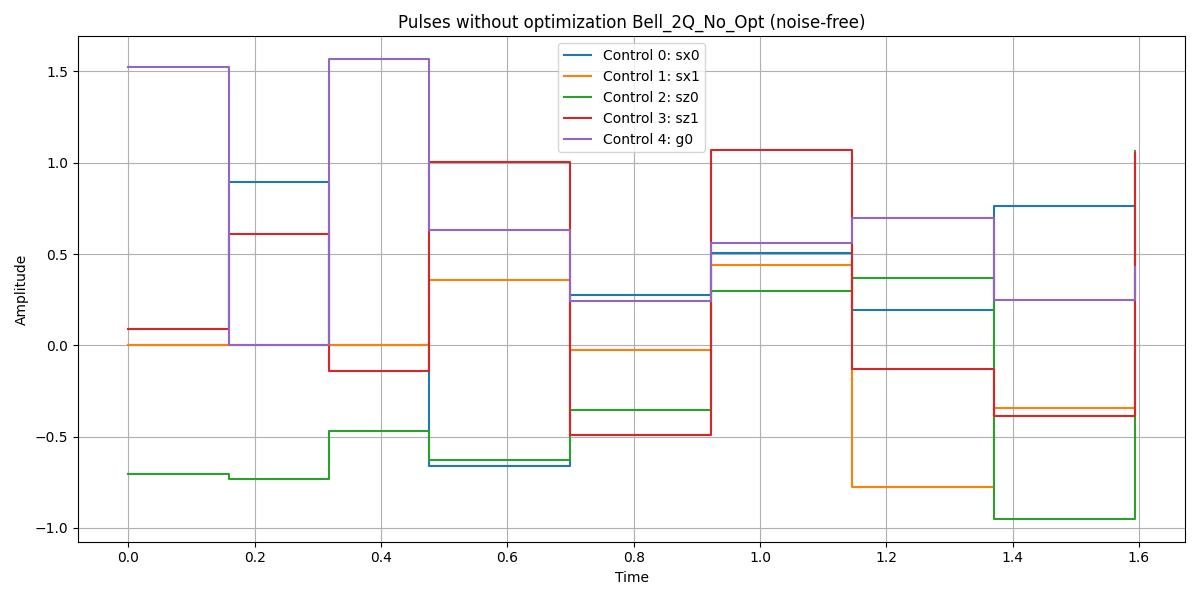 Pulses without optimization Bell_2Q_No_Opt (noise-free)
Control 0: sx0
Control 1: sx1
Control 2: sz0
Control 3: sz1
Control 4: g0
Amplitude
1.5
1.0
0.5
0.0
−0.5
−1.0
0.0 0.2 0.4 0.6 0.8 1.0 1.2 1.4 1.6
Time